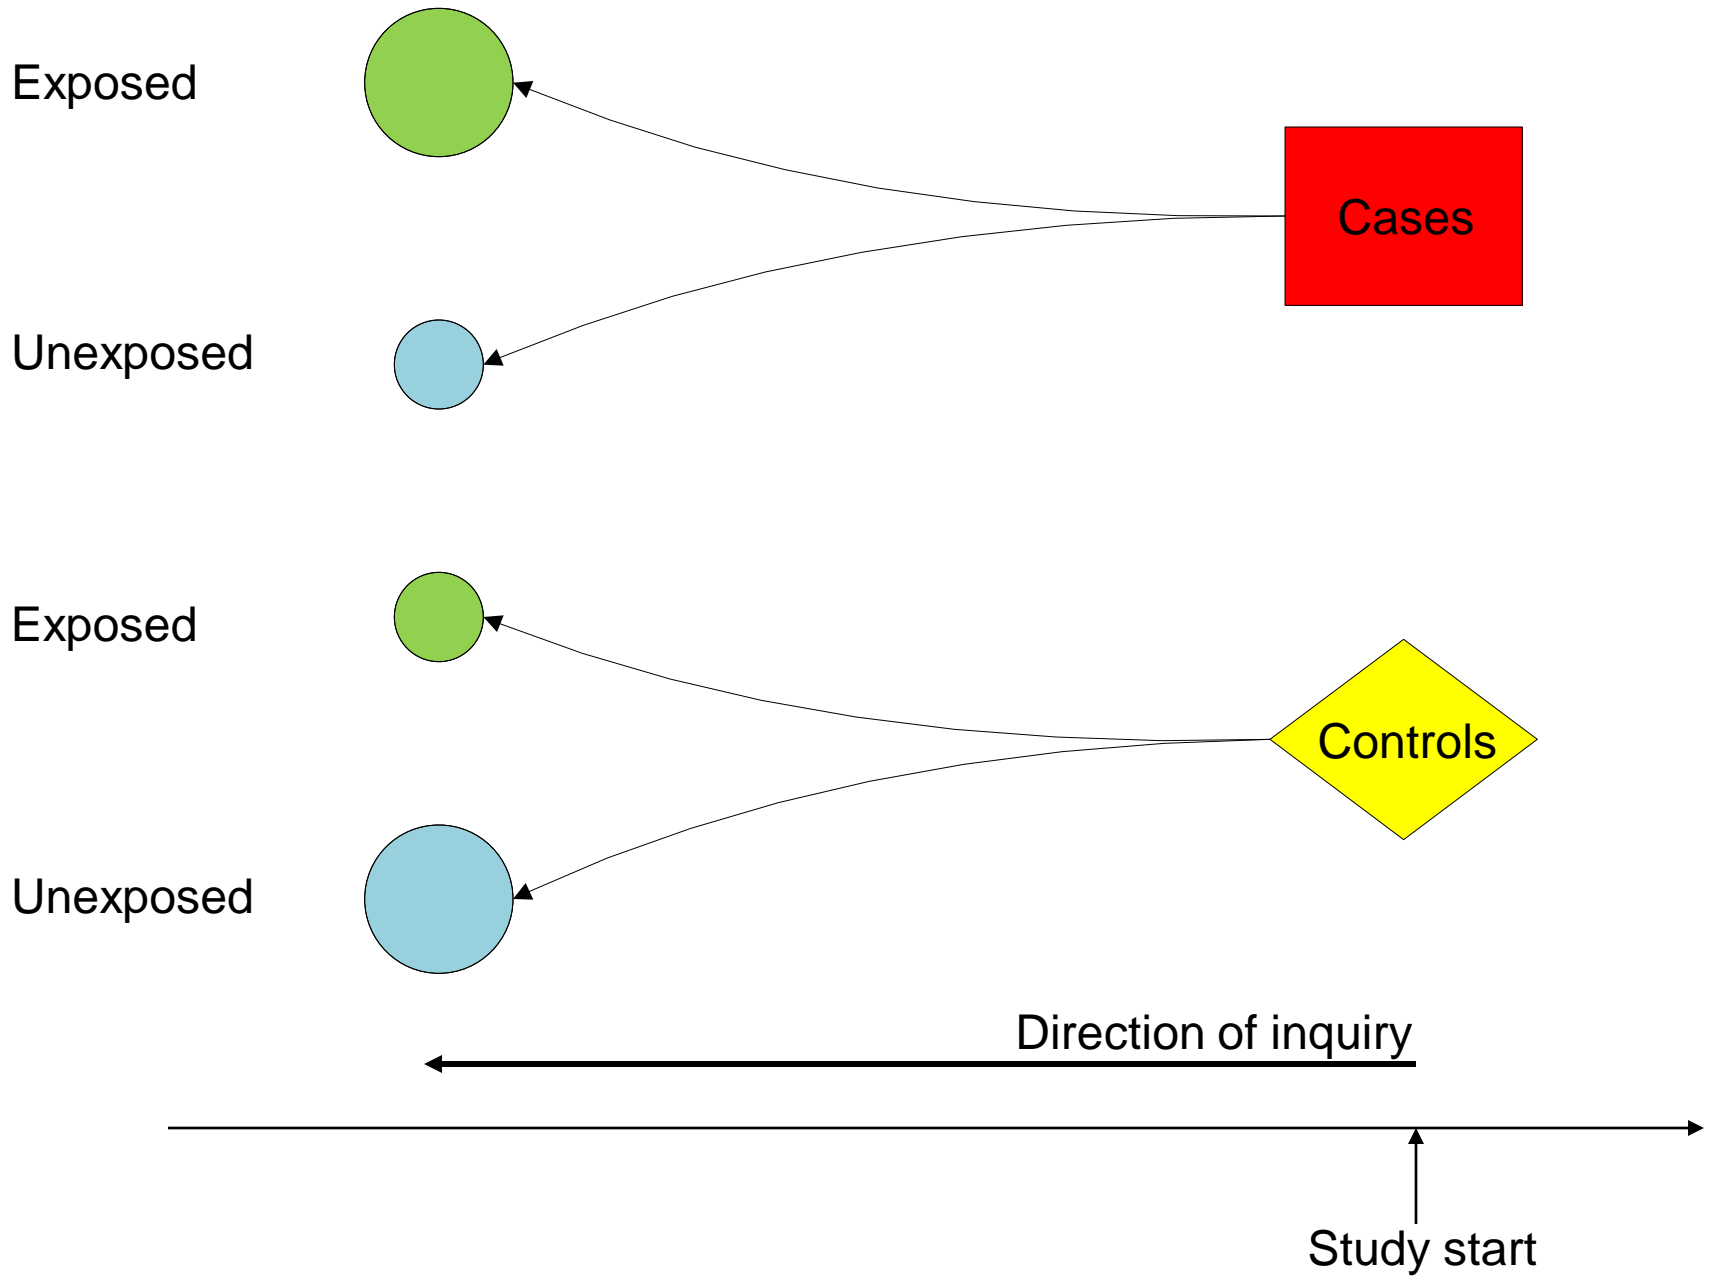 Exposed
Cases
Unexposed
Exposed
Controls
Unexposed
Direction of inquiry
Study start